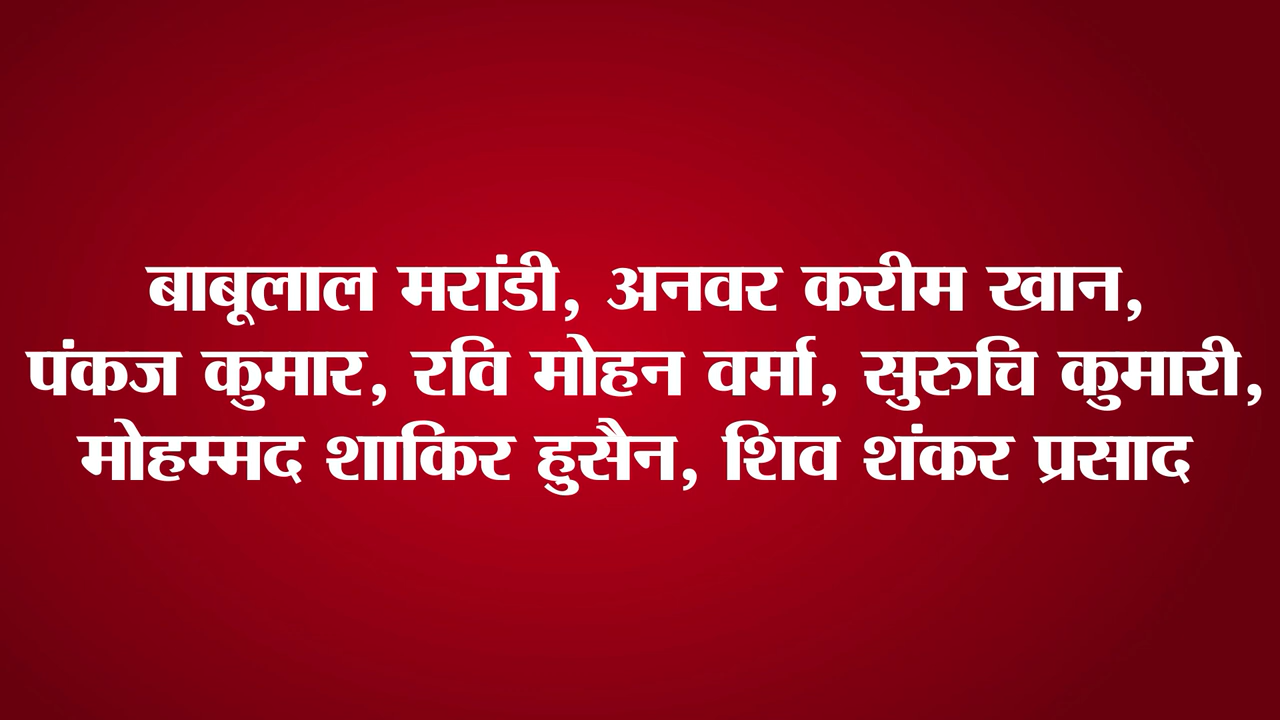 बाबूलाल मरांडी, अनवर करीम खान,
पंकज कुमार, रवि मोहन वर्मा, सुरुचि कुमारी,
मोहम्मद शाकिर हुसैन, शिव शंकर प्रसाद